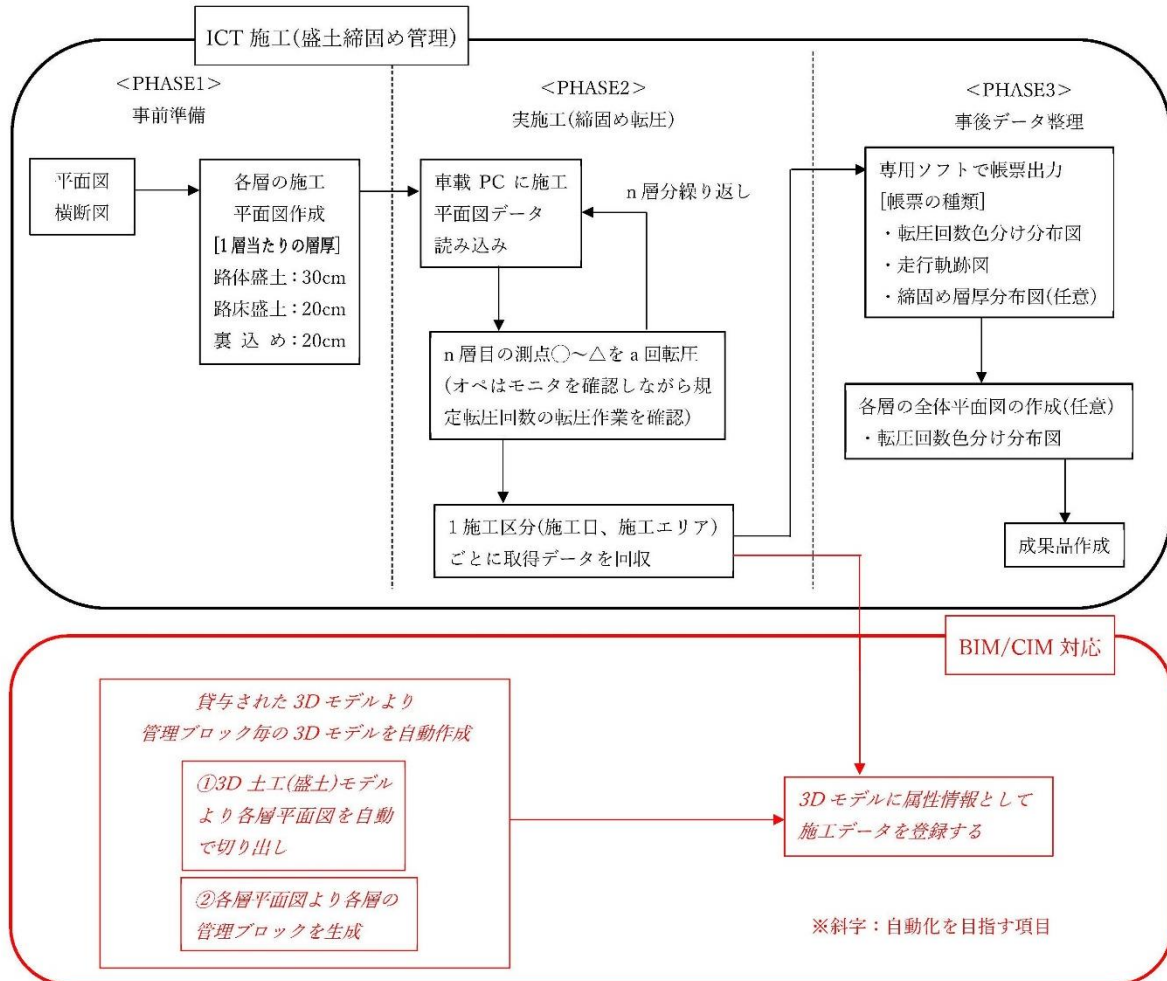 ICT 施工(盛土締固め管理)
＜PHASE1＞
事前準備
平面図
横断図
各層の施工
平面図作成
[1層当たりの層厚]
路体盛土：30cm
路床盛土：20cm
裏 込 め：20cm
＜PHASE2＞
実施工(締固め転圧)
車載 PC に施工
平面図データ
読み込み
n 層分繰り返し
n 層目の測点◯～△を a 回転圧
(オペはモニタを確認しながら規
定転圧回数の転圧作業を確認)
1 施工区分(施工日、施工エリア)
ごとに取得データを回収
＜PHASE3＞
事後データ整理
専用ソフトで帳票出力
[帳票の種類]
・転圧回数色分け分布図
・走行軌跡図
・締固め層厚分布図(任意)
各層の全体平面図の作成(任意)
・転圧回数色分け分布図
成果品作成
BIM/CIM 対応
貸与された 3D モデルより
管理ブロック毎の 3D モデルを自動作成
①3D 土工(盛土)モデル
より各層平面図を自動
で切り出し
②各層平面図より各層の
管理ブロックを生成
3D モデルに属性情報として
施工データを登録する
※斜字：自動化を目指す項目